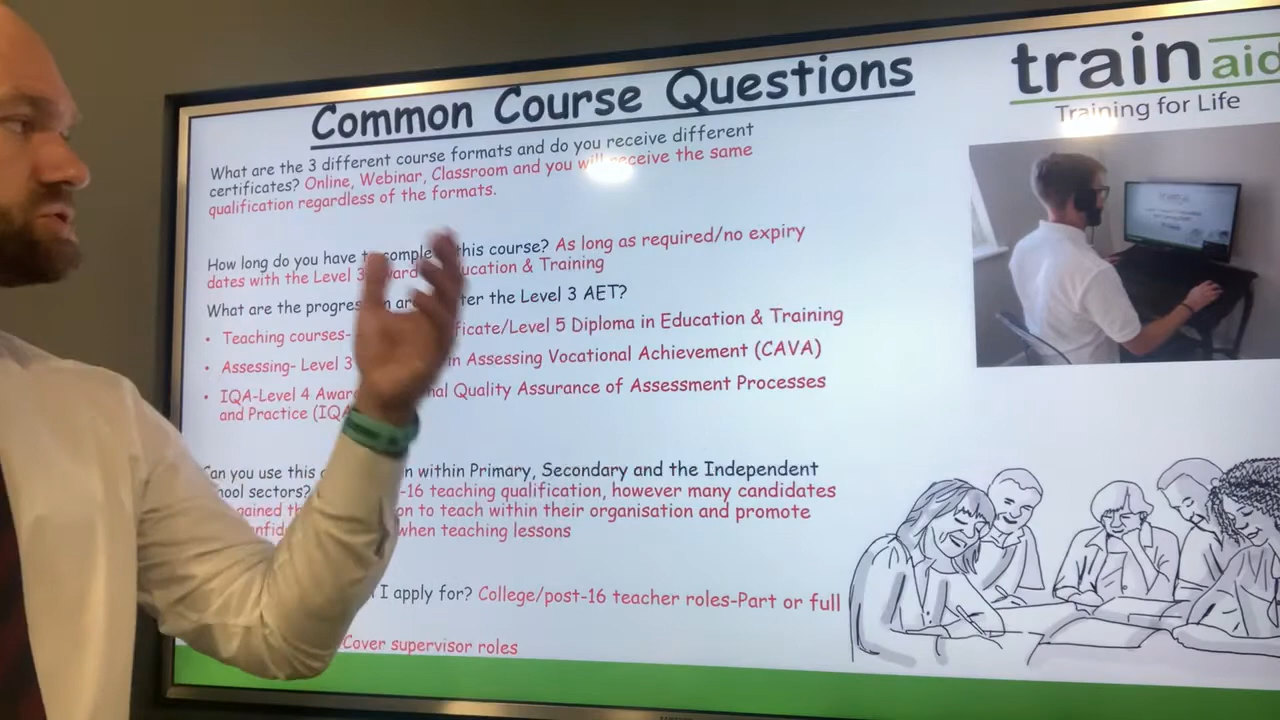 Common Course Questions
train aid
Training for Life
What are the 3 different course formats and do you receive different
certificates? Online, Webinar, Classroom and you will receive the same
qualification regardless of the formats.
How long do you have to complete this course? As long as required/no expiry
dates with the Level 3 Award Education & Training
What are the progression after the Level 3 AET?
Teaching courses- /Level 5 Diploma in Education & Training
Assessing- Level 3 in Assessing Vocational Achievement (CAVA)
IQA-Level 4 Award Quality Assurance of Assessment Processes
and Practice (IQA
Can you use this within Primary, Secondary and the Independent
school sectors? -16 teaching qualification, however many candidates
gained to teach within their organisation and promote
when teaching lessons
I apply for? College/post-16 teacher roles-Part or full
Cover supervisor roles